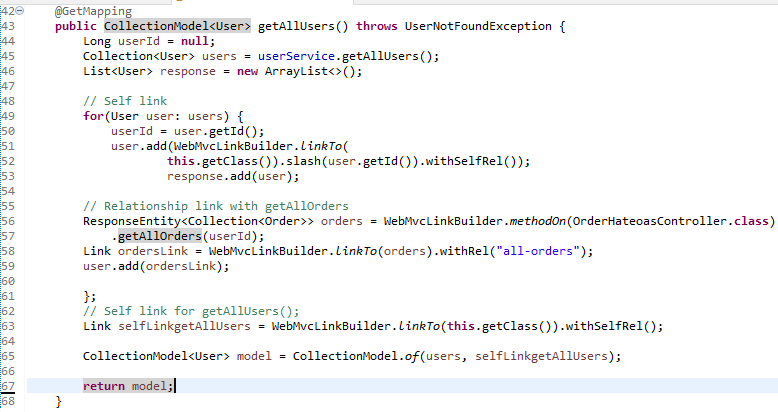 42 @GetMapping
43 public CollectionModel<User> getAllUsers() throws UserNotFoundException {
44 Long userId = null;
45 Collection<User> users = userService.getAllUsers();
46 List<User> response = new ArrayList<>();
47
48 // Self link
49 for(User user: users) {
50 userId = user.getId();
51 user.add(WebMvcLinkBuilder.linkTo(
52 this.getClass()).slash(user.getId()).withSelfRel());
53 response.add(user);
54
55 // Relationship link with getAllOrders
56 ResponseEntity<Collection<Order>> orders = WebMvcLinkBuilder.methodOn(OrderHateoasController.class)
57 .getAllOrders(userId);
58 Link ordersLink = WebMvcLinkBuilder.linkTo(orders).withRel("all-orders");
59 user.add(ordersLink);
60
61 };
62 // Self link for getAllUsers();
63 Link selfLinkgetAllUsers = WebMvcLinkBuilder.linkTo(this.getClass()).withSelfRel();
64
65 CollectionModel<User> model = CollectionModel.of(users, selfLinkgetAllUsers);
66
67 return model;
68 }